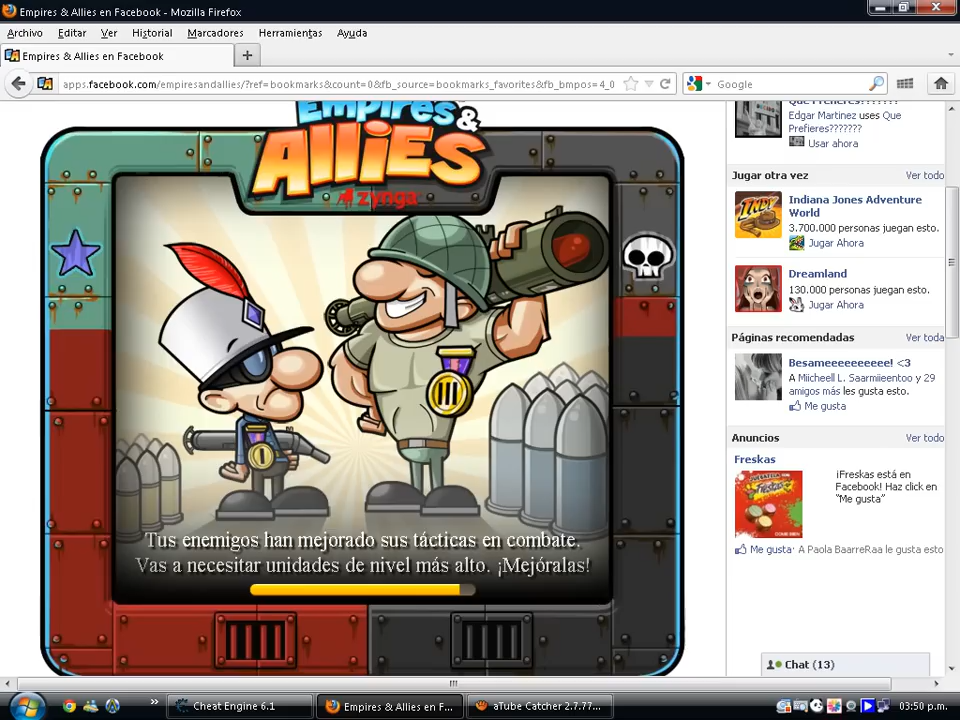 Empires & Allies en Facebook - Mozilla Firefox
Archivo Editar Ver Historial Marcadores Herramientas Ayuda
Empires & Allies en Facebook
apps.facebook.com/empiresandallies/?ref=bookmarks&count=0&fb_source=bookmarks_favorites&fb_bmpos=4_0
Google
Empires &
Allies
zynga
Tus enemigos han mejorado sus tácticas en combate.
Vas a necesitar unidades de nivel más alto. ¡Mejóralas!
Que Prefieres???????
Edgar Martinez uses Que
Prefieres???????
Usar ahora
Jugar otra vez Ver todo
Indiana Jones Adventure
World
3.700.000 personas juegan esto.
Jugar Ahora
Dreamland
130.000 personas juegan esto.
Jugar Ahora
Páginas recomendadas Ver toda
Besameeeeeeeeee! <3
A Miicheell L. Saarmiieentoo y 29
amigos más les gusta esto.
Me gusta
Anuncios Ver todo
Freskas
¡Freskas está en
Facebook! Haz click en
"Me gusta"
Me gusta · A Paola BaarreRaa le gusta esto
Chat (13)
Cheat Engine 6.1
Empires & Allies en F...
aTube Catcher 2.7.77...
03:50 p.m.